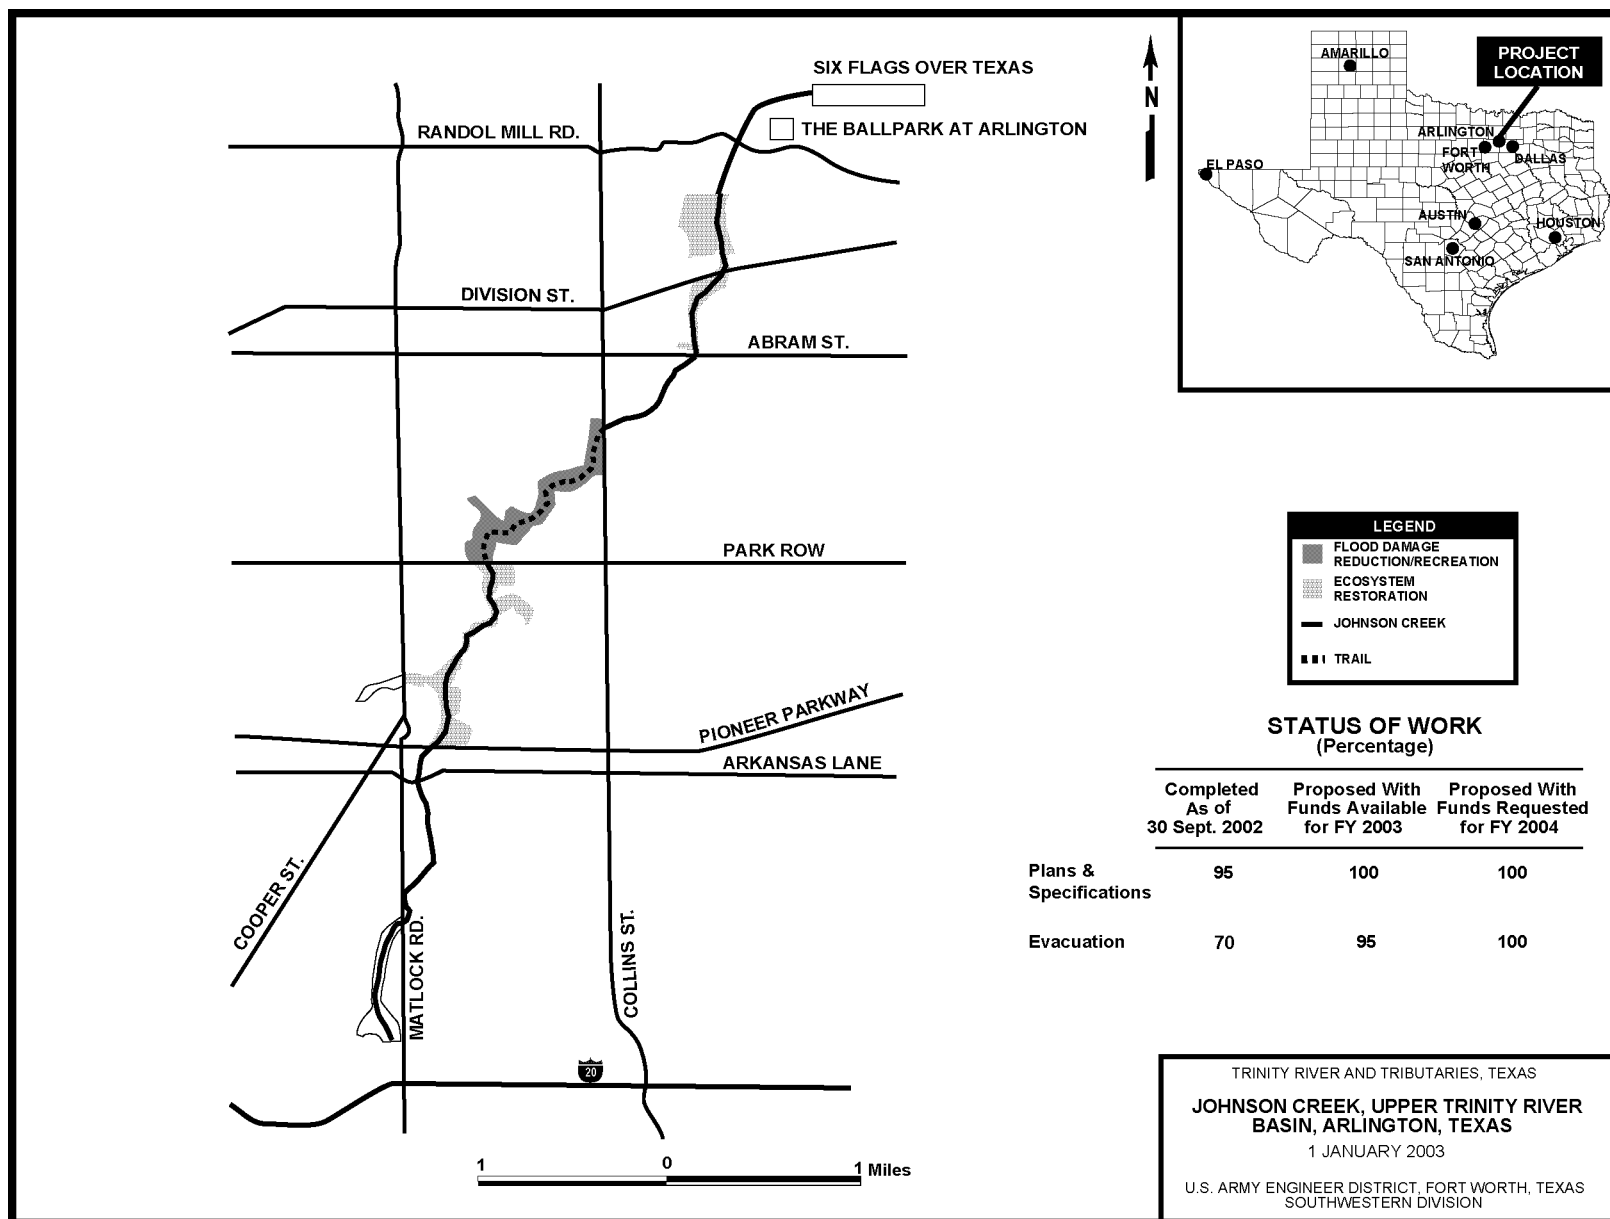 SIX FLAGS OVER TEXAS
THE BALLPARK AT ARLINGTON
RANDOL MILL RD.
DIVISION ST.
ABRAM ST.
PARK ROW
PIONEER PARKWAY
ARKANSAS LANE
COOPER ST.
MATLOCK RD.
COLLINS ST.
20
1 0 1 Miles
N
PROJECT
LOCATION
AMARILLO
ARLINGTON
FORT
WORTH
DALLAS
EL PASO
AUSTIN
HOUSTON
SAN ANTONIO
LEGEND
FLOOD DAMAGE
REDUCTION/RECREATION
ECOSYSTEM
RESTORATION
JOHNSON CREEK
TRAIL
STATUS OF WORK
(Percentage)
Completed Proposed With Proposed With
As of Funds Available Funds Requested
30 Sept. 2002 for FY 2003 for FY 2004
Plans & 95 100 100
Specifications
Evacuation 70 95 100
TRINITY RIVER AND TRIBUTARIES, TEXAS
JOHNSON CREEK, UPPER TRINITY RIVER
BASIN, ARLINGTON, TEXAS
1 JANUARY 2003
U.S. ARMY ENGINEER DISTRICT, FORT WORTH, TEXAS
SOUTHWESTERN DIVISION